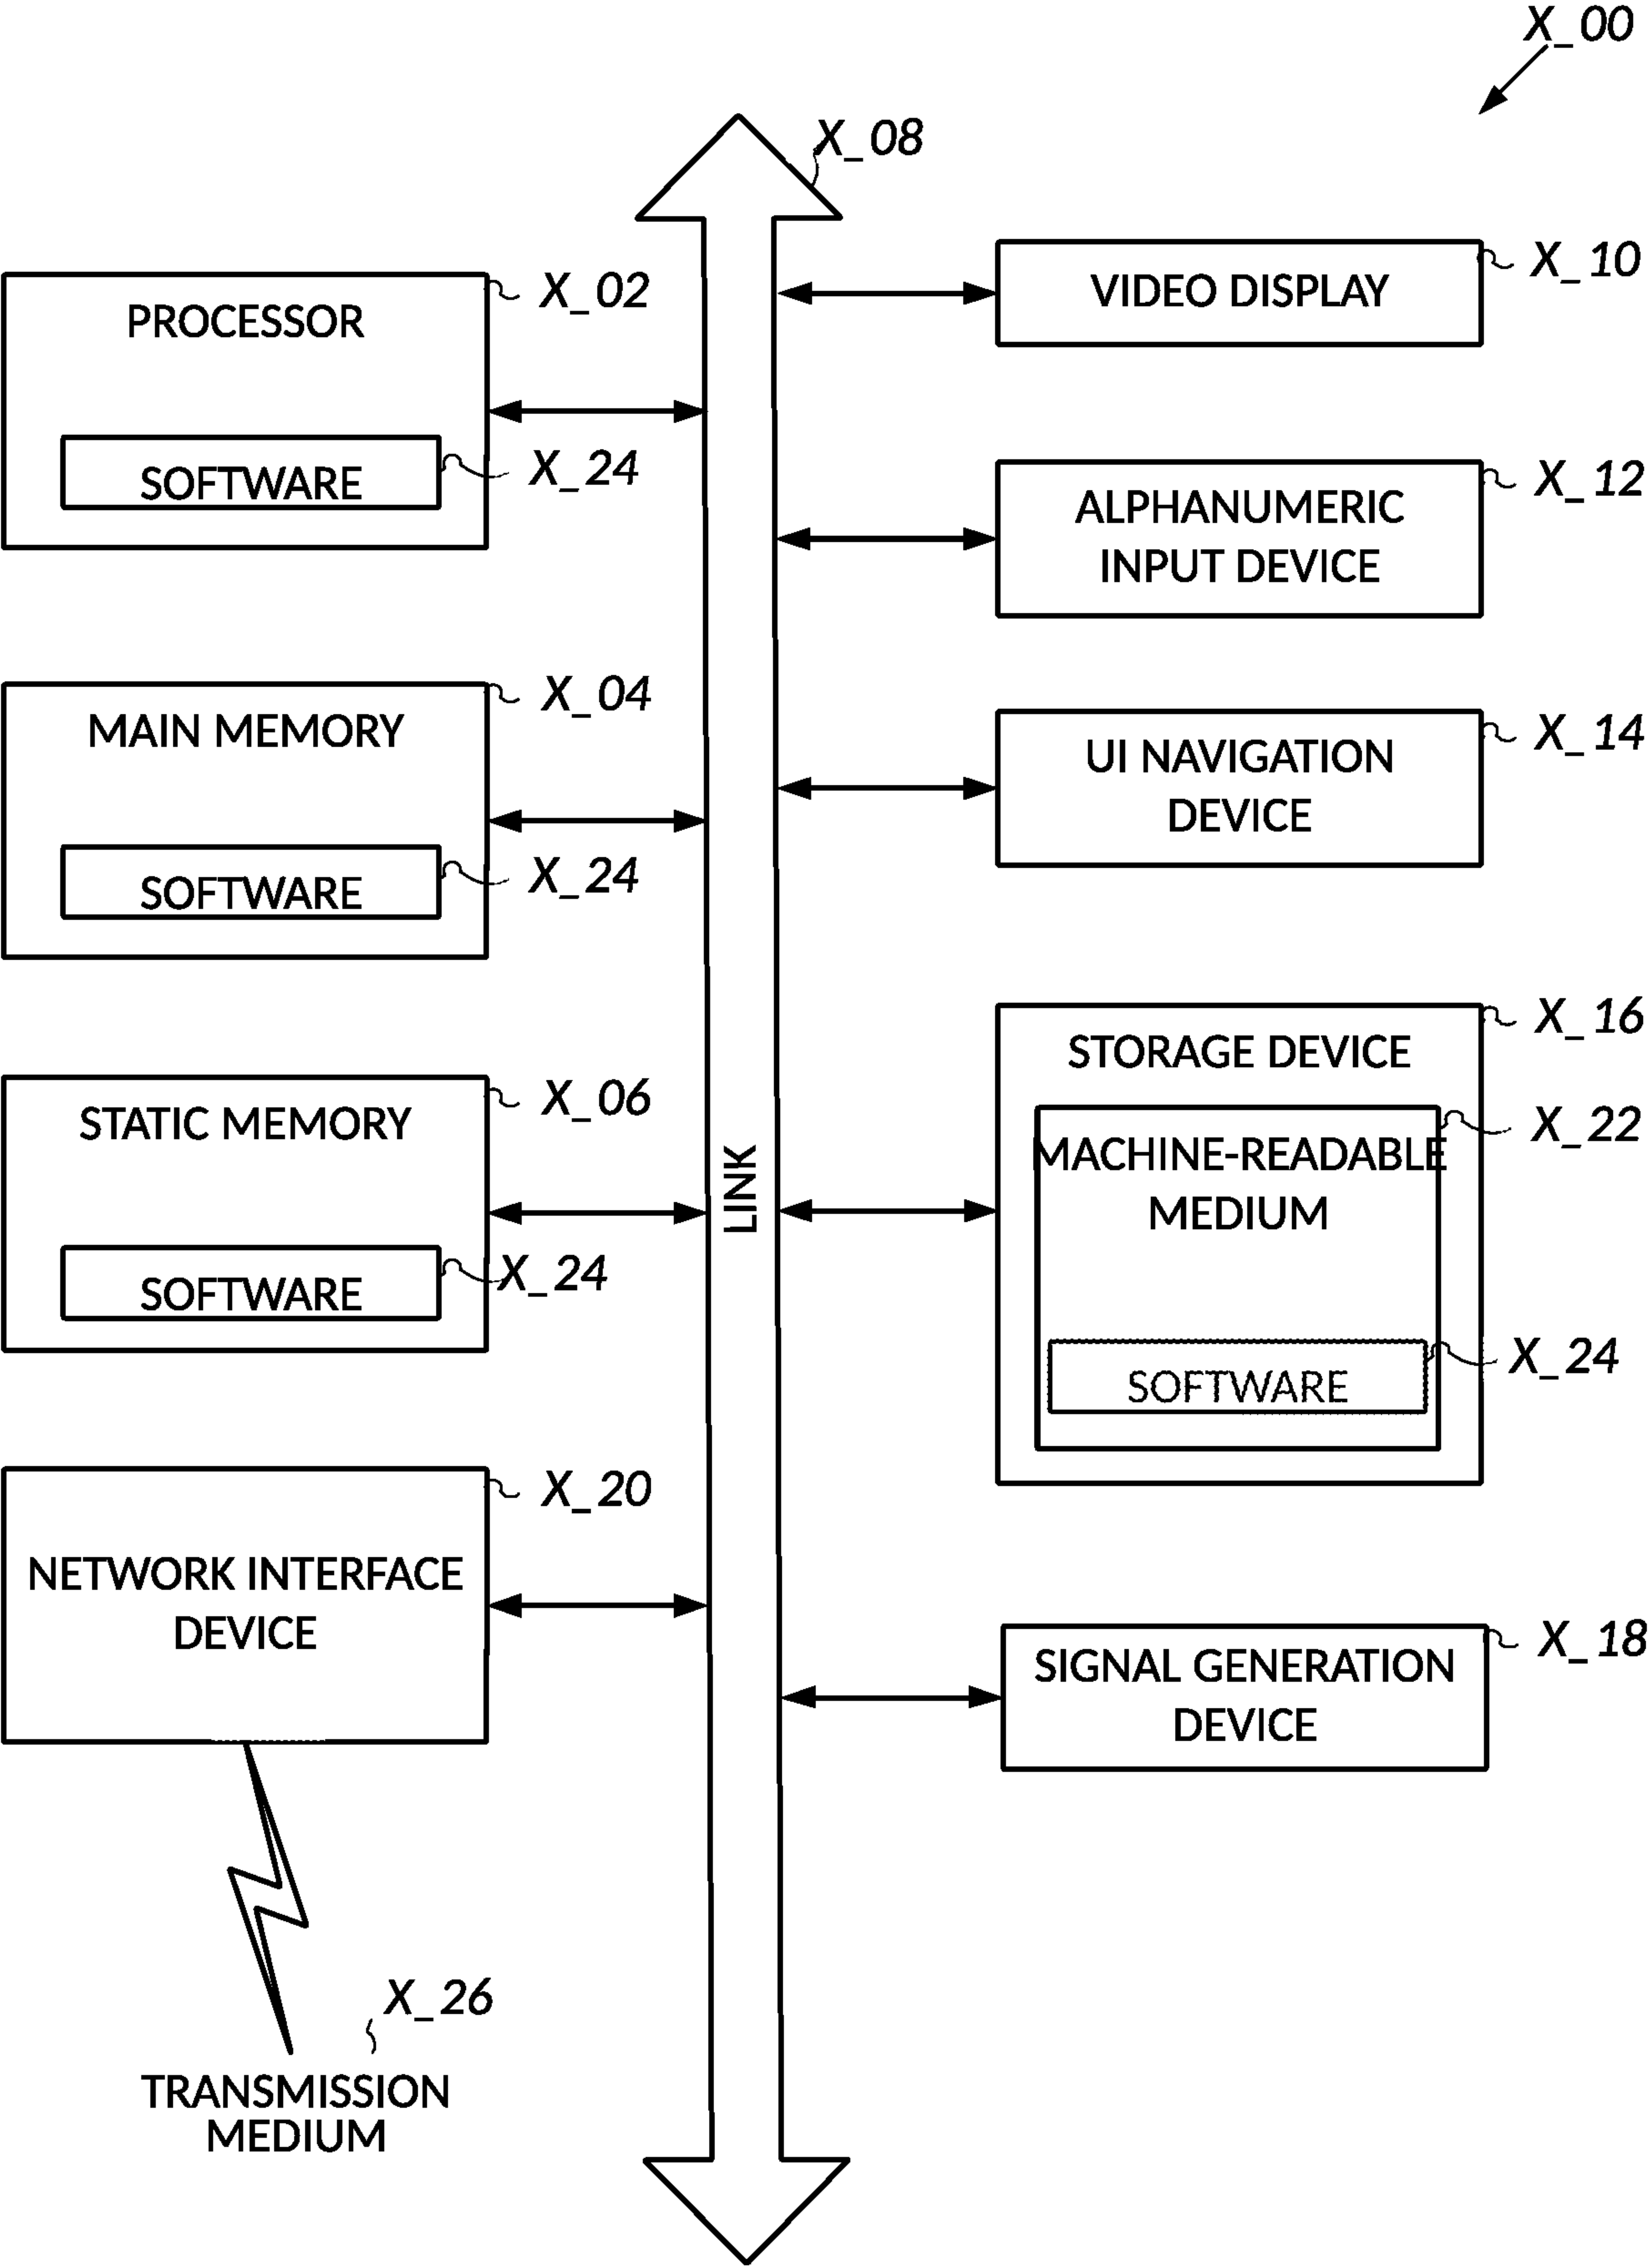 X_00
X_08
PROCESSOR
X_02
SOFTWARE
X_24
MAIN MEMORY
X_04
SOFTWARE
X_24
STATIC MEMORY
X_06
SOFTWARE
X_24
NETWORK INTERFACE
DEVICE
X_20
X_26
TRANSMISSION
MEDIUM
LINK
VIDEO DISPLAY
X_10
ALPHANUMERIC
INPUT DEVICE
X_12
UI NAVIGATION
DEVICE
X_14
STORAGE DEVICE
X_16
MACHINE-READABLE
MEDIUM
X_22
SOFTWARE
X_24
SIGNAL GENERATION
DEVICE
X_18